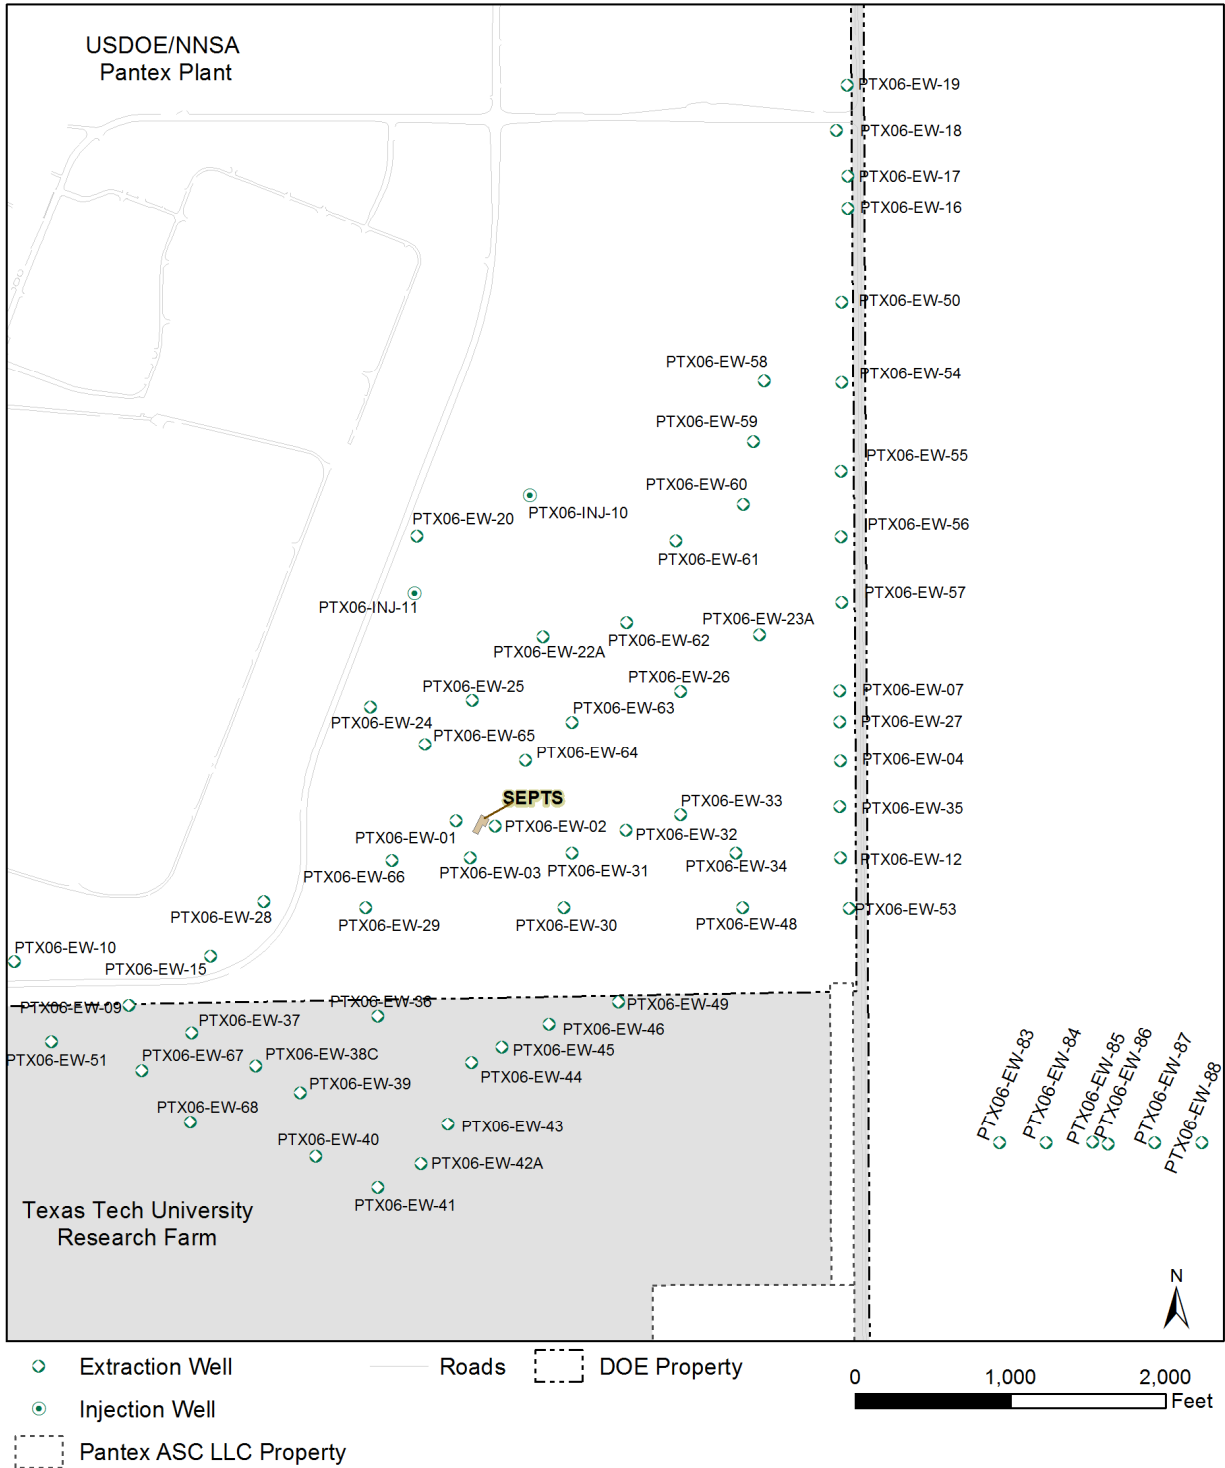 USDOE/NNSA
Pantex Plant
PTX06-EW-19
PTX06-EW-18
PTX06-EW-17
PTX06-EW-16
PTX06-EW-50
PTX06-EW-58
PTX06-EW-54
PTX06-EW-59
PTX06-EW-55
PTX06-EW-60
PTX06-EW-20
PTX06-INJ-10
PTX06-EW-56
PTX06-EW-61
PTX06-INJ-11
PTX06-EW-57
PTX06-EW-23A
PTX06-EW-62
PTX06-EW-22A
PTX06-EW-26
PTX06-EW-25
PTX06-EW-07
PTX06-EW-63
PTX06-EW-24
PTX06-EW-27
PTX06-EW-65
PTX06-EW-64
PTX06-EW-04
SEPTS
PTX06-EW-33
PTX06-EW-35
PTX06-EW-02
PTX06-EW-01
PTX06-EW-32
PTX06-EW-12
PTX06-EW-66
PTX06-EW-03
PTX06-EW-31
PTX06-EW-34
PTX06-EW-28
PTX06-EW-29
PTX06-EW-30
PTX06-EW-48
PTX06-EW-53
PTX06-EW-10
PTX06-EW-15
PTX06-EW-09
PTX06-EW-36
PTX06-EW-49
PTX06-EW-37
PTX06-EW-46
PTX06-EW-51
PTX06-EW-67
PTX06-EW-38C
PTX06-EW-45
PTX06-EW-44
PTX06-EW-39
PTX06-EW-68
PTX06-EW-43
PTX06-EW-40
PTX06-EW-42A
PTX06-EW-41
PTX06-EW-83
PTX06-EW-84
PTX06-EW-85
PTX06-EW-86
PTX06-EW-87
PTX06-EW-88
Texas Tech University
Research Farm
N
Extraction Well
Roads
DOE Property
Injection Well
Pantex ASC LLC Property
0 1,000 2,000
Feet